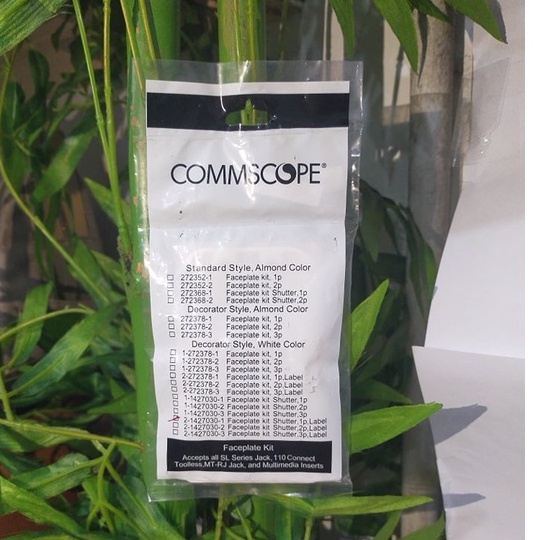 COMMSCOPE®
Standard Style, Almond Color
272352-1 Faceplate kit, 1p
272352-2 Faceplate kit, 2p
272368-1 Faceplate kit Shutter,1p
272368-2 Faceplate kit Shutter,2p
Decorator Style, Almond Color
272378-1 Faceplate kit, 1p
272378-2 Faceplate kit, 2p
272378-3 Faceplate kit, 3p
Decorator Style, White Color
1-272378-1 Faceplate kit, 1p
1-272378-2 Faceplate kit, 2p
1-272378-3 Faceplate kit, 3p
2-272378-1 Faceplate kit, 1p,Label
2-272378-2 Faceplate kit, 2p,Label
2-272378-3 Faceplate kit, 3p,Label
1-1427030-1 Faceplate kit Shutter,1p
1-1427030-2 Faceplate kit Shutter,2p
1-1427030-3 Faceplate kit Shutter,3p
2-1427030-1 Faceplate kit Shutter,1p,Label
2-1427030-2 Faceplate kit Shutter,2p,Label
2-1427030-3 Faceplate kit Shutter,3p,Label
Faceplate Kit
Accepts all SL Series Jack, 110 Connect
Toolless,MT-RJ Jack, and Multimedia Inserts